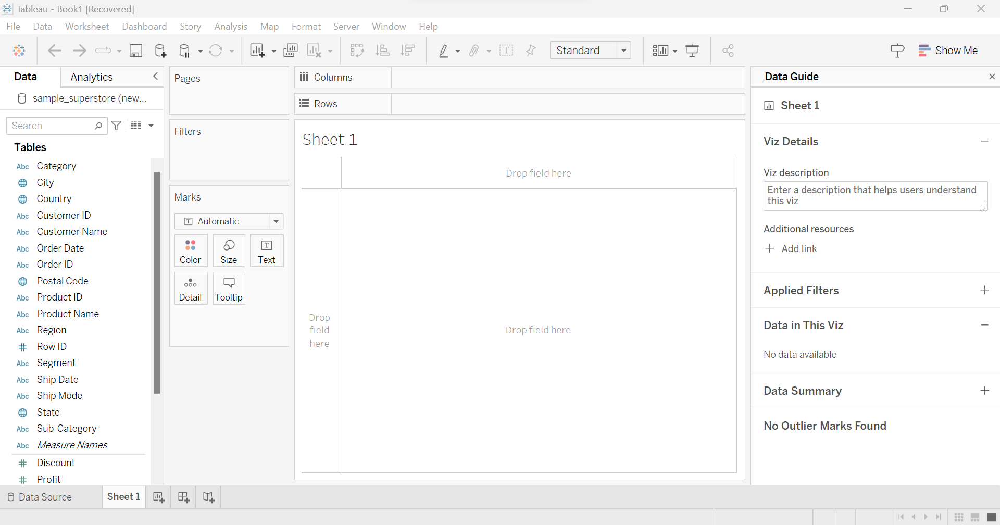 Tableau - Book1 [Recovered]
File Data Worksheet Dashboard Story Analysis Map Format Server Window Help
Standard
Show Me
Data
Analytics
sample_superstore (new...
Search
Tables
Abc Category
City
Country
Abc Customer ID
Abc Customer Name
Abc Order Date
Abc Order ID
Postal Code
Abc Product ID
Abc Product Name
Abc Region
# Row ID
Abc Segment
Abc Ship Date
Abc Ship Mode
State
Abc Sub-Category
Abc Measure Names
# Discount
# Profit
Pages
Filters
Marks
T Automatic
Color
Size
T
Text
Detail
Tooltip
Columns
Rows
Sheet 1
Drop field here
Drop
field
here
Drop field here
Data Guide
Sheet 1
Viz Details
Viz description
Enter a description that helps users understand
this viz
Additional resources
Add link
Applied Filters
Data in This Viz
No data available
Data Summary
No Outlier Marks Found
Data Source
Sheet 1